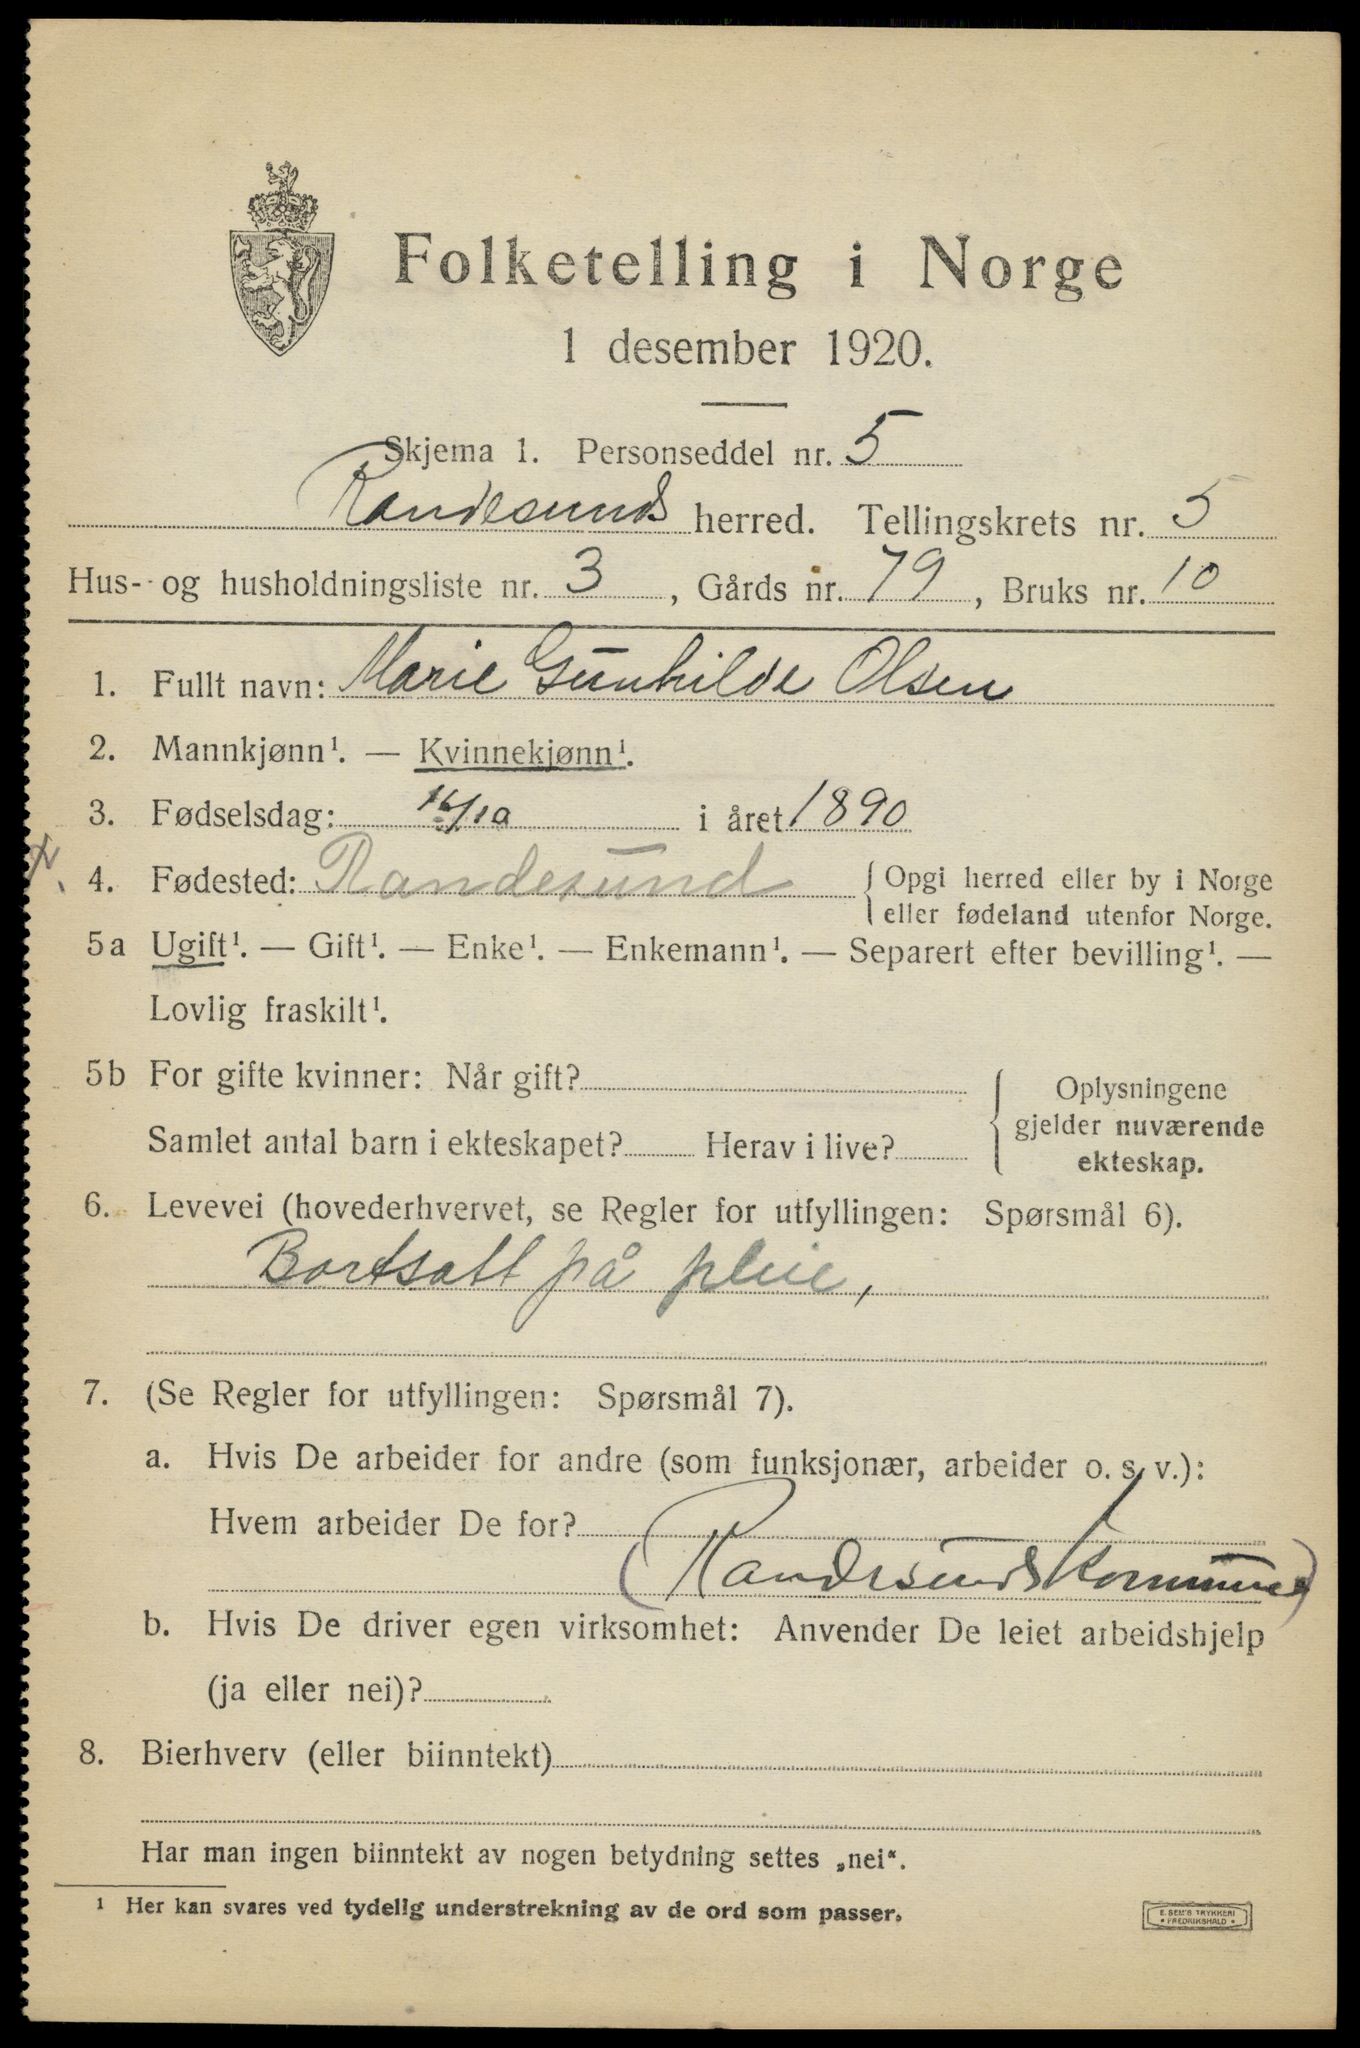 Folketelling i Norge
1 desember 1920.
Skjema 1. Personseddel nr. 5
Randesunds herred. Tellingskrets nr. 5
Hus- og husholdningsliste nr. 3, Gårds nr. 79, Bruks nr. 10
1. Fullt navn: Marie Gunhilde Olsen
2. Mannkjønn¹. — Kvinnekjønn¹.
3. Fødselsdag: 16/10 i året 1890
4. Fødested: Randesund { Opgi herred eller by i Norge
eller fødeland utenfor Norge.
5a Ugift¹. — Gift¹. — Enke¹. — Enkemann¹. — Separert efter bevilling¹. —
Lovlig fraskilt¹.
5b For gifte kvinner: Når gift?
Samlet antal barn i ekteskapet? Herav i live?
{ Oplysningene
gjelder nuværende
ekteskap.
6. Levevei (hovederhvervet, se Regler for utfyllingen: Spørsmål 6).
Bortsatt på pleie,
7. (Se Regler for utfyllingen: Spørsmål 7).
a. Hvis De arbeider for andre (som funksjonær, arbeider o. s. v.):
Hvem arbeider De for?
(Randesunds Kommune)
b. Hvis De driver egen virksomhet: Anvender De leiet arbeidshjelp
(ja eller nei)?
8. Bierhverv (eller biinntekt)
Har man ingen biinntekt av nogen betydning settes „nei“.
¹ Her kan svares ved tydelig understrekning av de ord som passer.
E. SEM'S TRYKKERI
• FREDRIKSHALD •